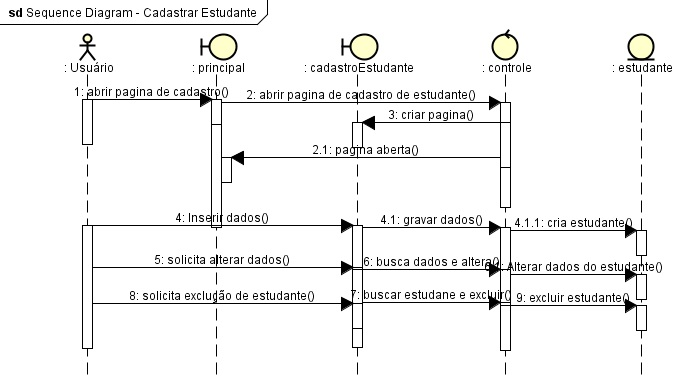 sd Sequence Diagram - Cadastrar Estudante
: Usuário
: principal
: cadastroEstudante
: controle
: estudante
1: abrir pagina de cadastro()
2: abrir pagina de cadastro de estudante()
3: criar pagina()
2.1: pagina aberta()
4: Inserir dados()
4.1: gravar dados()
4.1.1: cria estudante()
5: solicita alterar dados()
6: busca dados e altera()
6.1: Alterar dados do estudante()
8: solicita exclução de estudante()
7: buscar estudane e excluir()
9: excluir estudante()